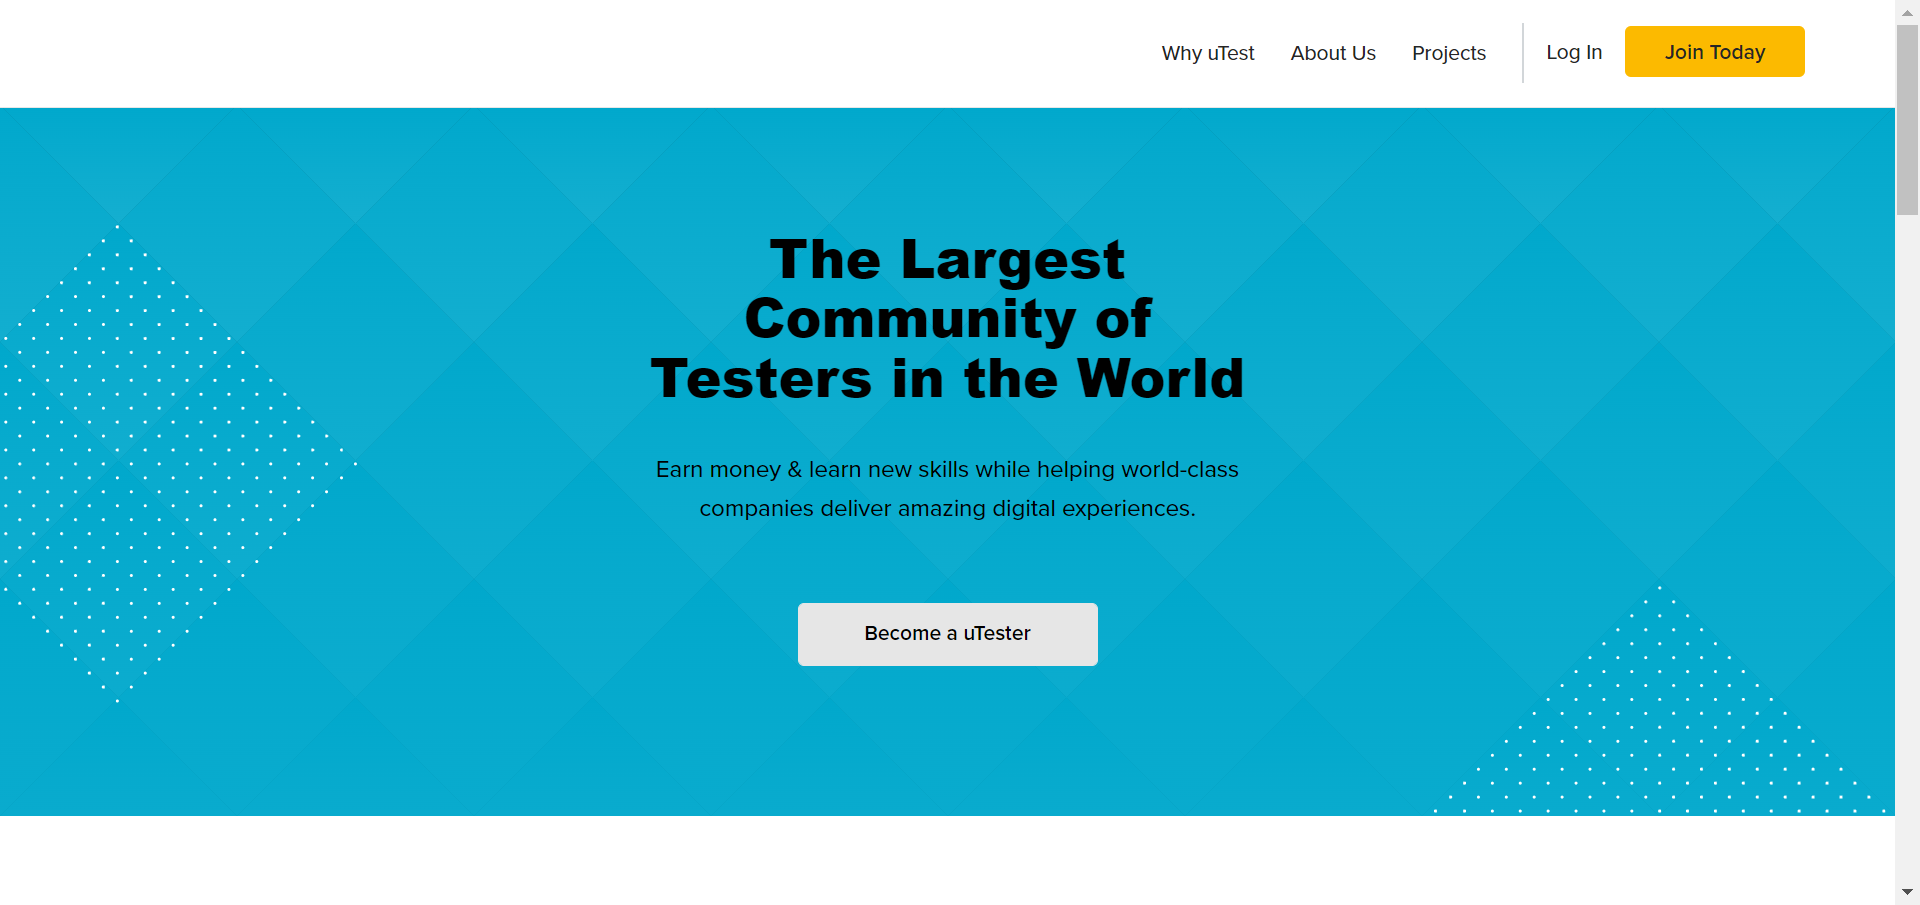 Why uTest About Us Projects Log In Join Today
The Largest
Community of
Testers in the World
Earn money & learn new skills while helping world-class
companies deliver amazing digital experiences.
Become a uTester